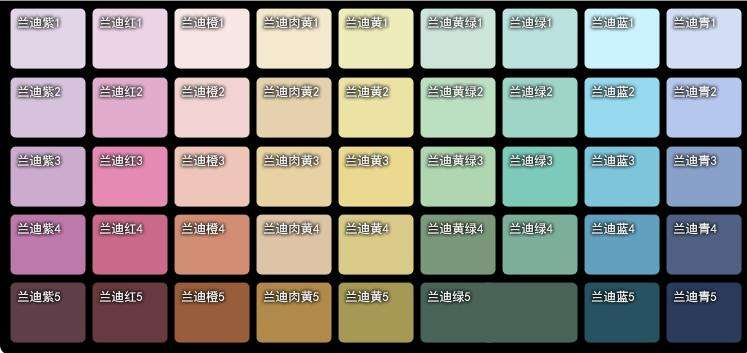 兰迪紫1 兰迪红1 兰迪橙1 兰迪肉黄1 兰迪黄1 兰迪黄绿1 兰迪绿1 兰迪蓝1 兰迪青1
兰迪紫2 兰迪红2 兰迪橙2 兰迪肉黄2 兰迪黄2 兰迪黄绿2 兰迪绿2 兰迪蓝2 兰迪青2
兰迪紫3 兰迪红3 兰迪橙3 兰迪肉黄3 兰迪黄3 兰迪黄绿3 兰迪绿3 兰迪蓝3 兰迪青3
兰迪紫4 兰迪红4 兰迪橙4 兰迪肉黄4 兰迪黄4 兰迪黄绿4 兰迪绿4 兰迪蓝4 兰迪青4
兰迪紫5 兰迪红5 兰迪橙5 兰迪肉黄5 兰迪黄5 兰迪绿5 兰迪蓝5 兰迪青5